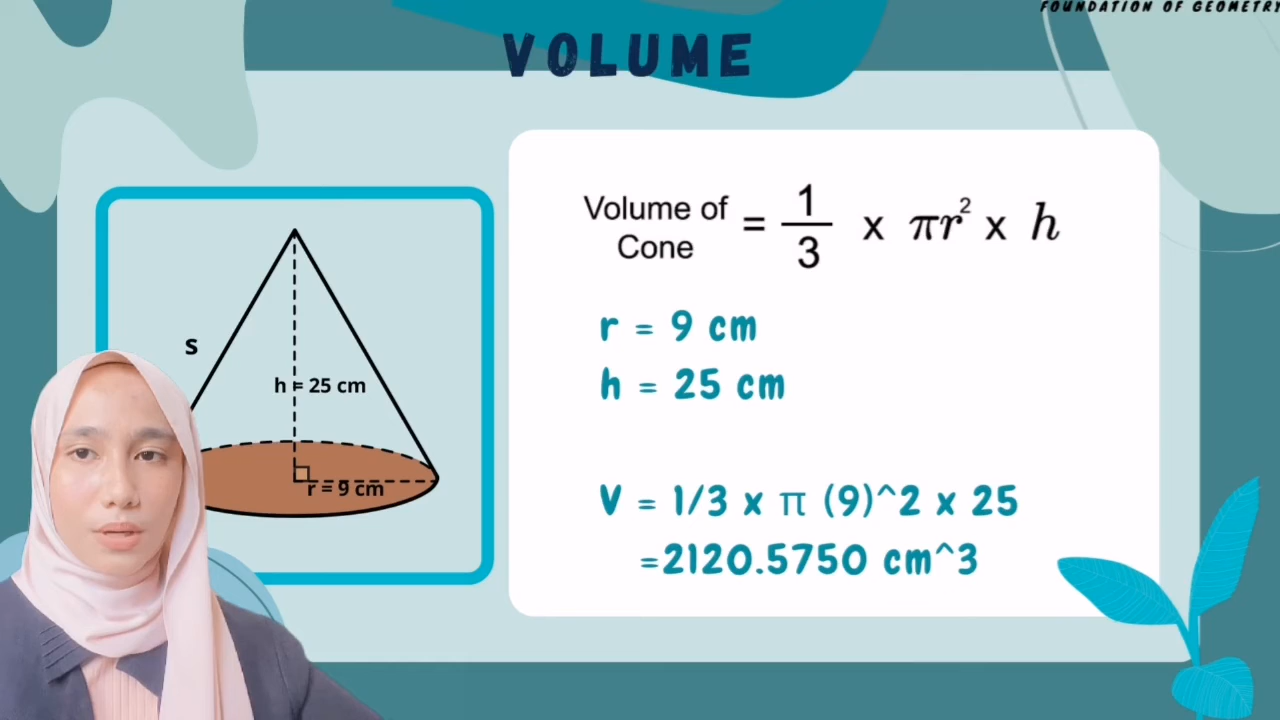 FOUNDATION OF GEOMETRY
VOLUME
Volume of
Cone
= 1/3 x πr² x h
r = 9 cm
h = 25 cm
V = 1/3 x π (9)^2 x 25
=2120.5750 cm^3
s
h = 25 cm
r = 9 cm